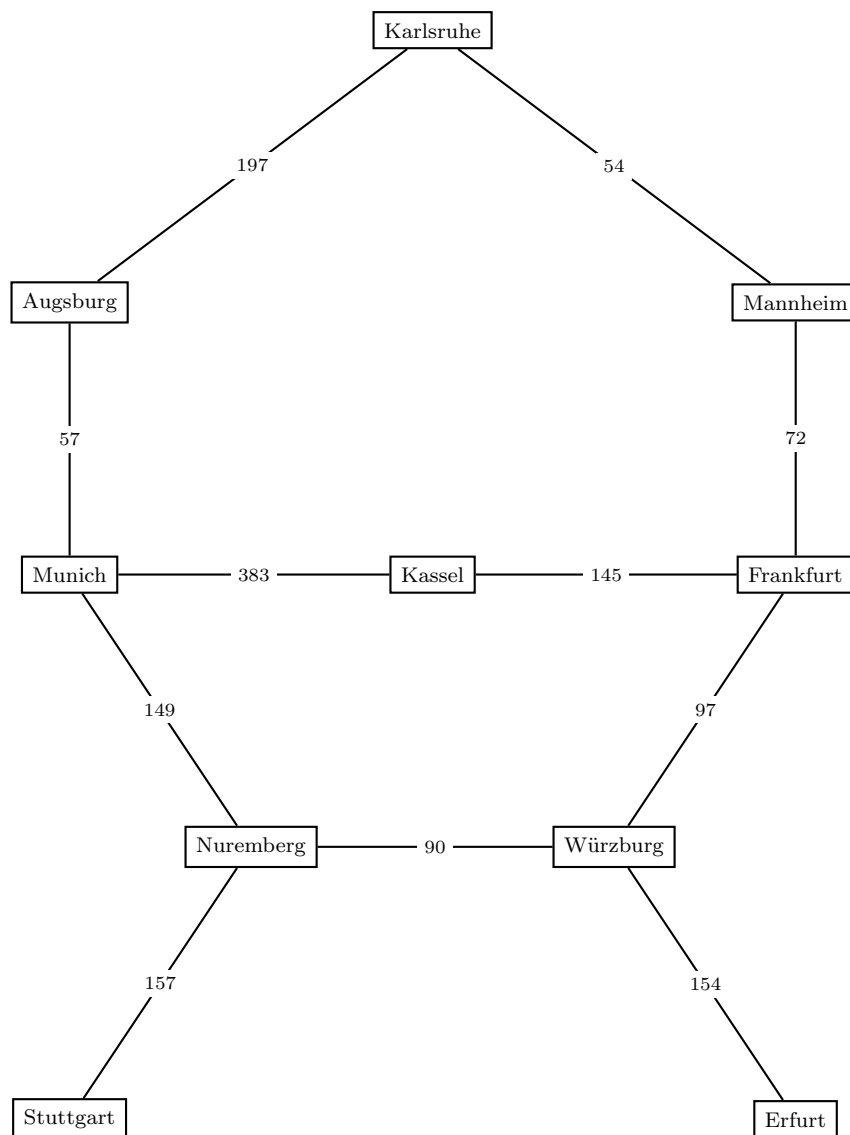 Karlsruhe
197
54
Augsburg
Mannheim
57
72
Munich
383
Kassel
145
Frankfurt
149
97
Nuremberg
90
Würzburg
157
154
Stuttgart
Erfurt